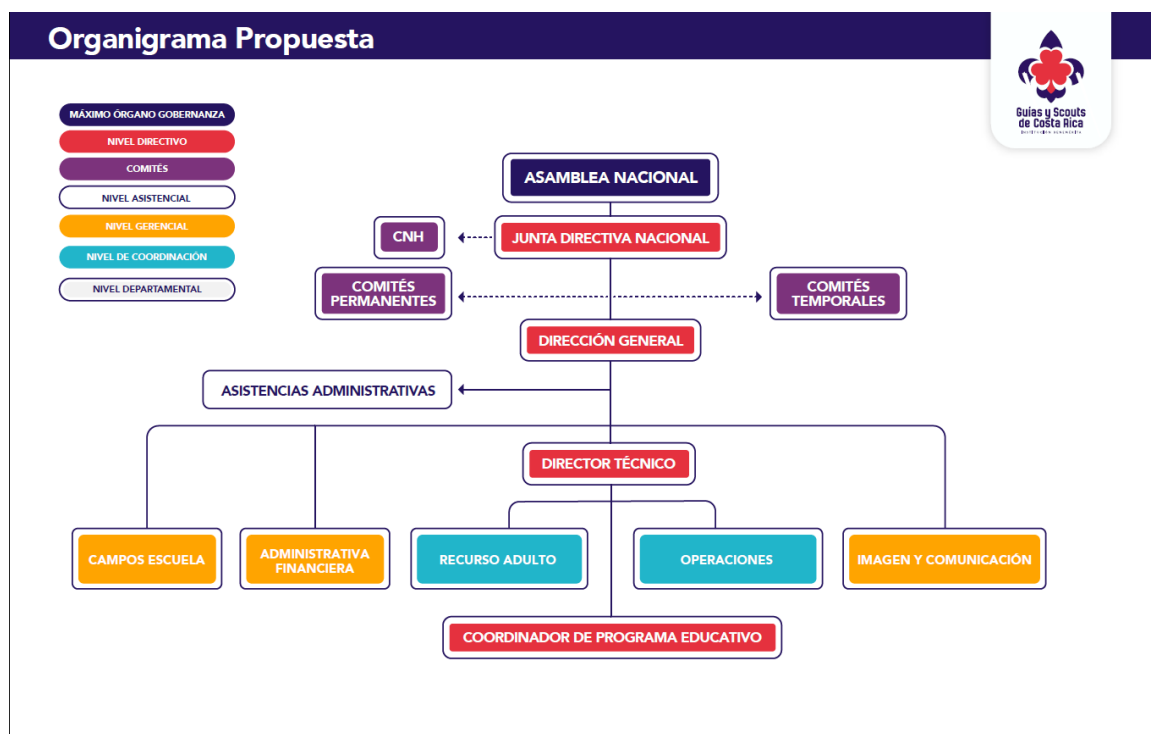 Organigrama Propuesta
Guías y Scouts
de Costa Rica
MÁXIMO ÓRGANO GOBERNANZA
NIVEL DIRECTIVO
COMITÉS
NIVEL ASISTENCIAL
NIVEL GERENCIAL
NIVEL DE COORDINACIÓN
NIVEL DEPARTAMENTAL
ASAMBLEA NACIONAL
CNH
JUNTA DIRECTIVA NACIONAL
COMITÉS
PERMANENTES
COMITÉS
TEMPORALES
DIRECCIÓN GENERAL
ASISTENCIAS ADMINISTRATIVAS
DIRECTOR TÉCNICO
CAMPOS ESCUELA
ADMINISTRATIVA
FINANCIERA
RECURSO ADULTO
OPERACIONES
IMAGEN Y COMUNICACIÓN
COORDINADOR DE PROGRAMA EDUCATIVO